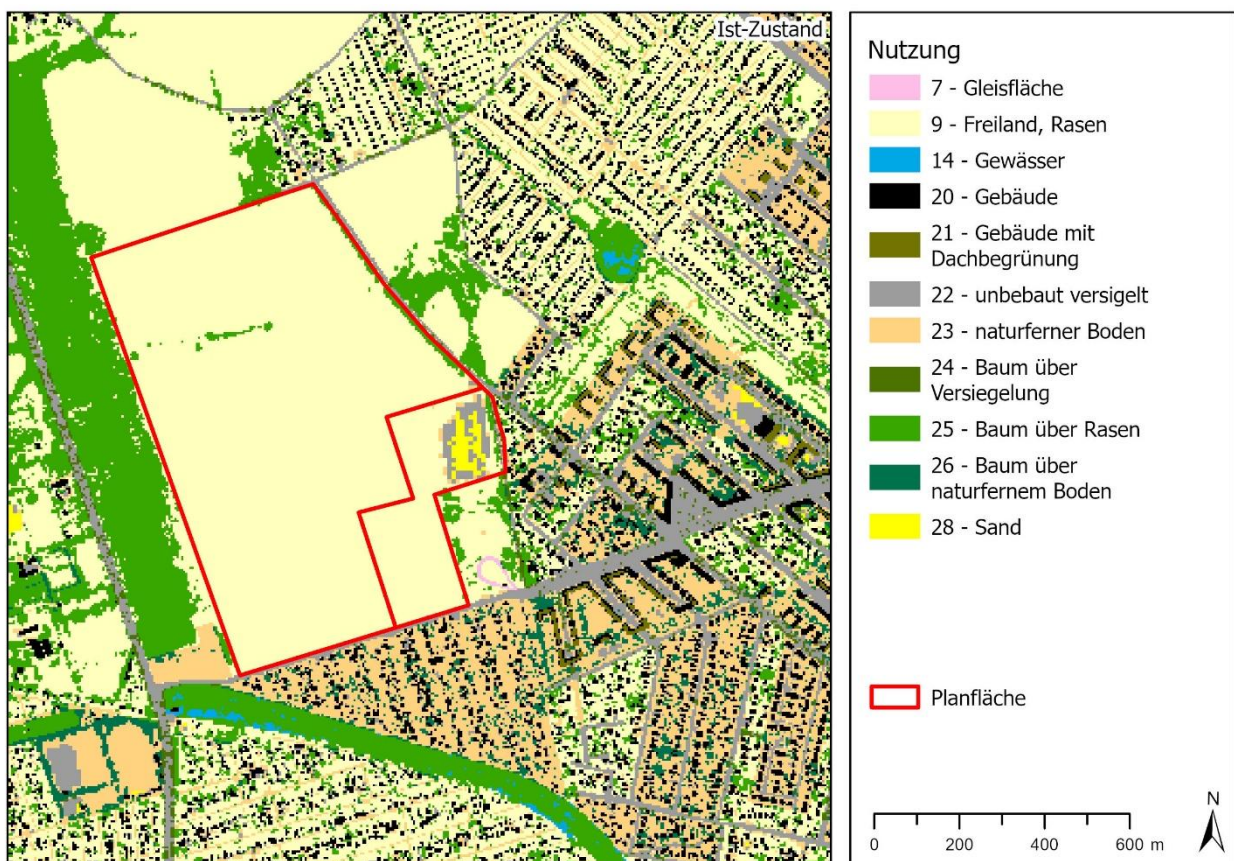 Ist-Zustand
Nutzung
7 - Gleisfläche
9 - Freiland, Rasen
14 - Gewässer
20 - Gebäude
21 - Gebäude mit
Dachbegrünung
22 - unbebaut versigelt
23 - naturferner Boden
24 - Baum über
Versiegelung
25 - Baum über Rasen
26 - Baum über
naturfernem Boden
28 - Sand
Planfläche
N
0 200 400 600 m